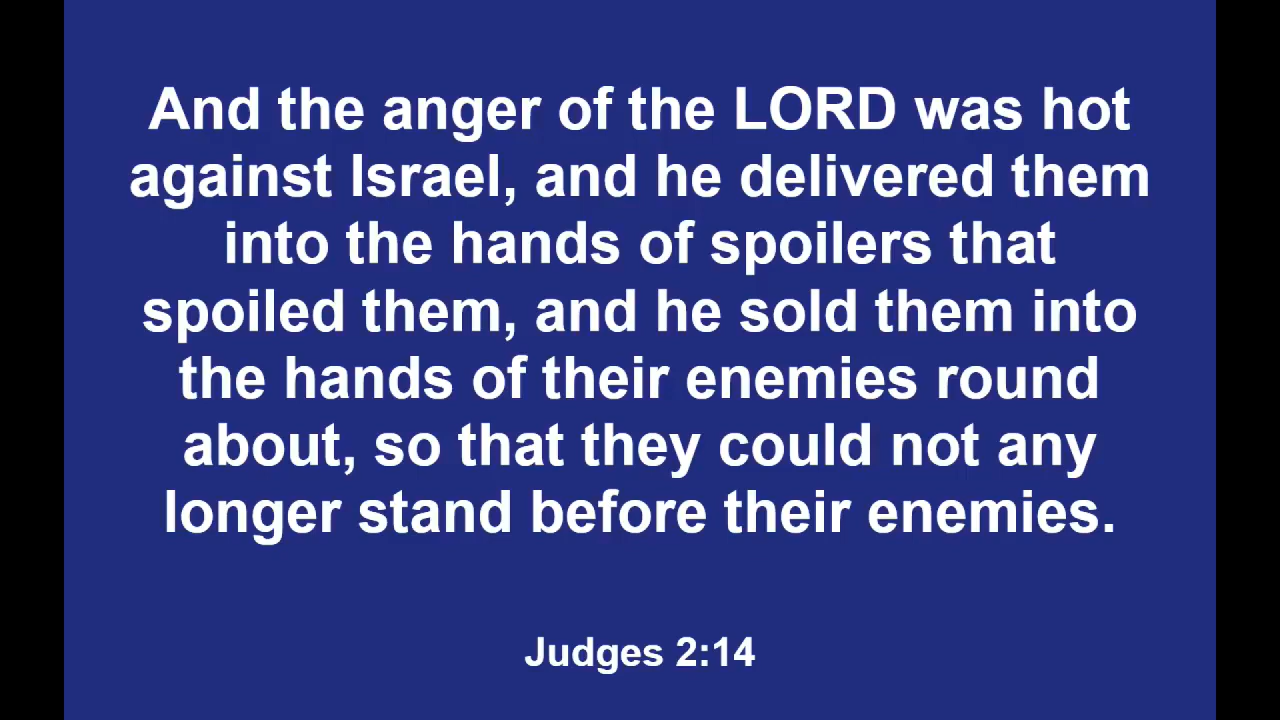 And the anger of the LORD was hot
against Israel, and he delivered them
into the hands of spoilers that
spoiled them, and he sold them into
the hands of their enemies round
about, so that they could not any
longer stand before their enemies.
Judges 2:14